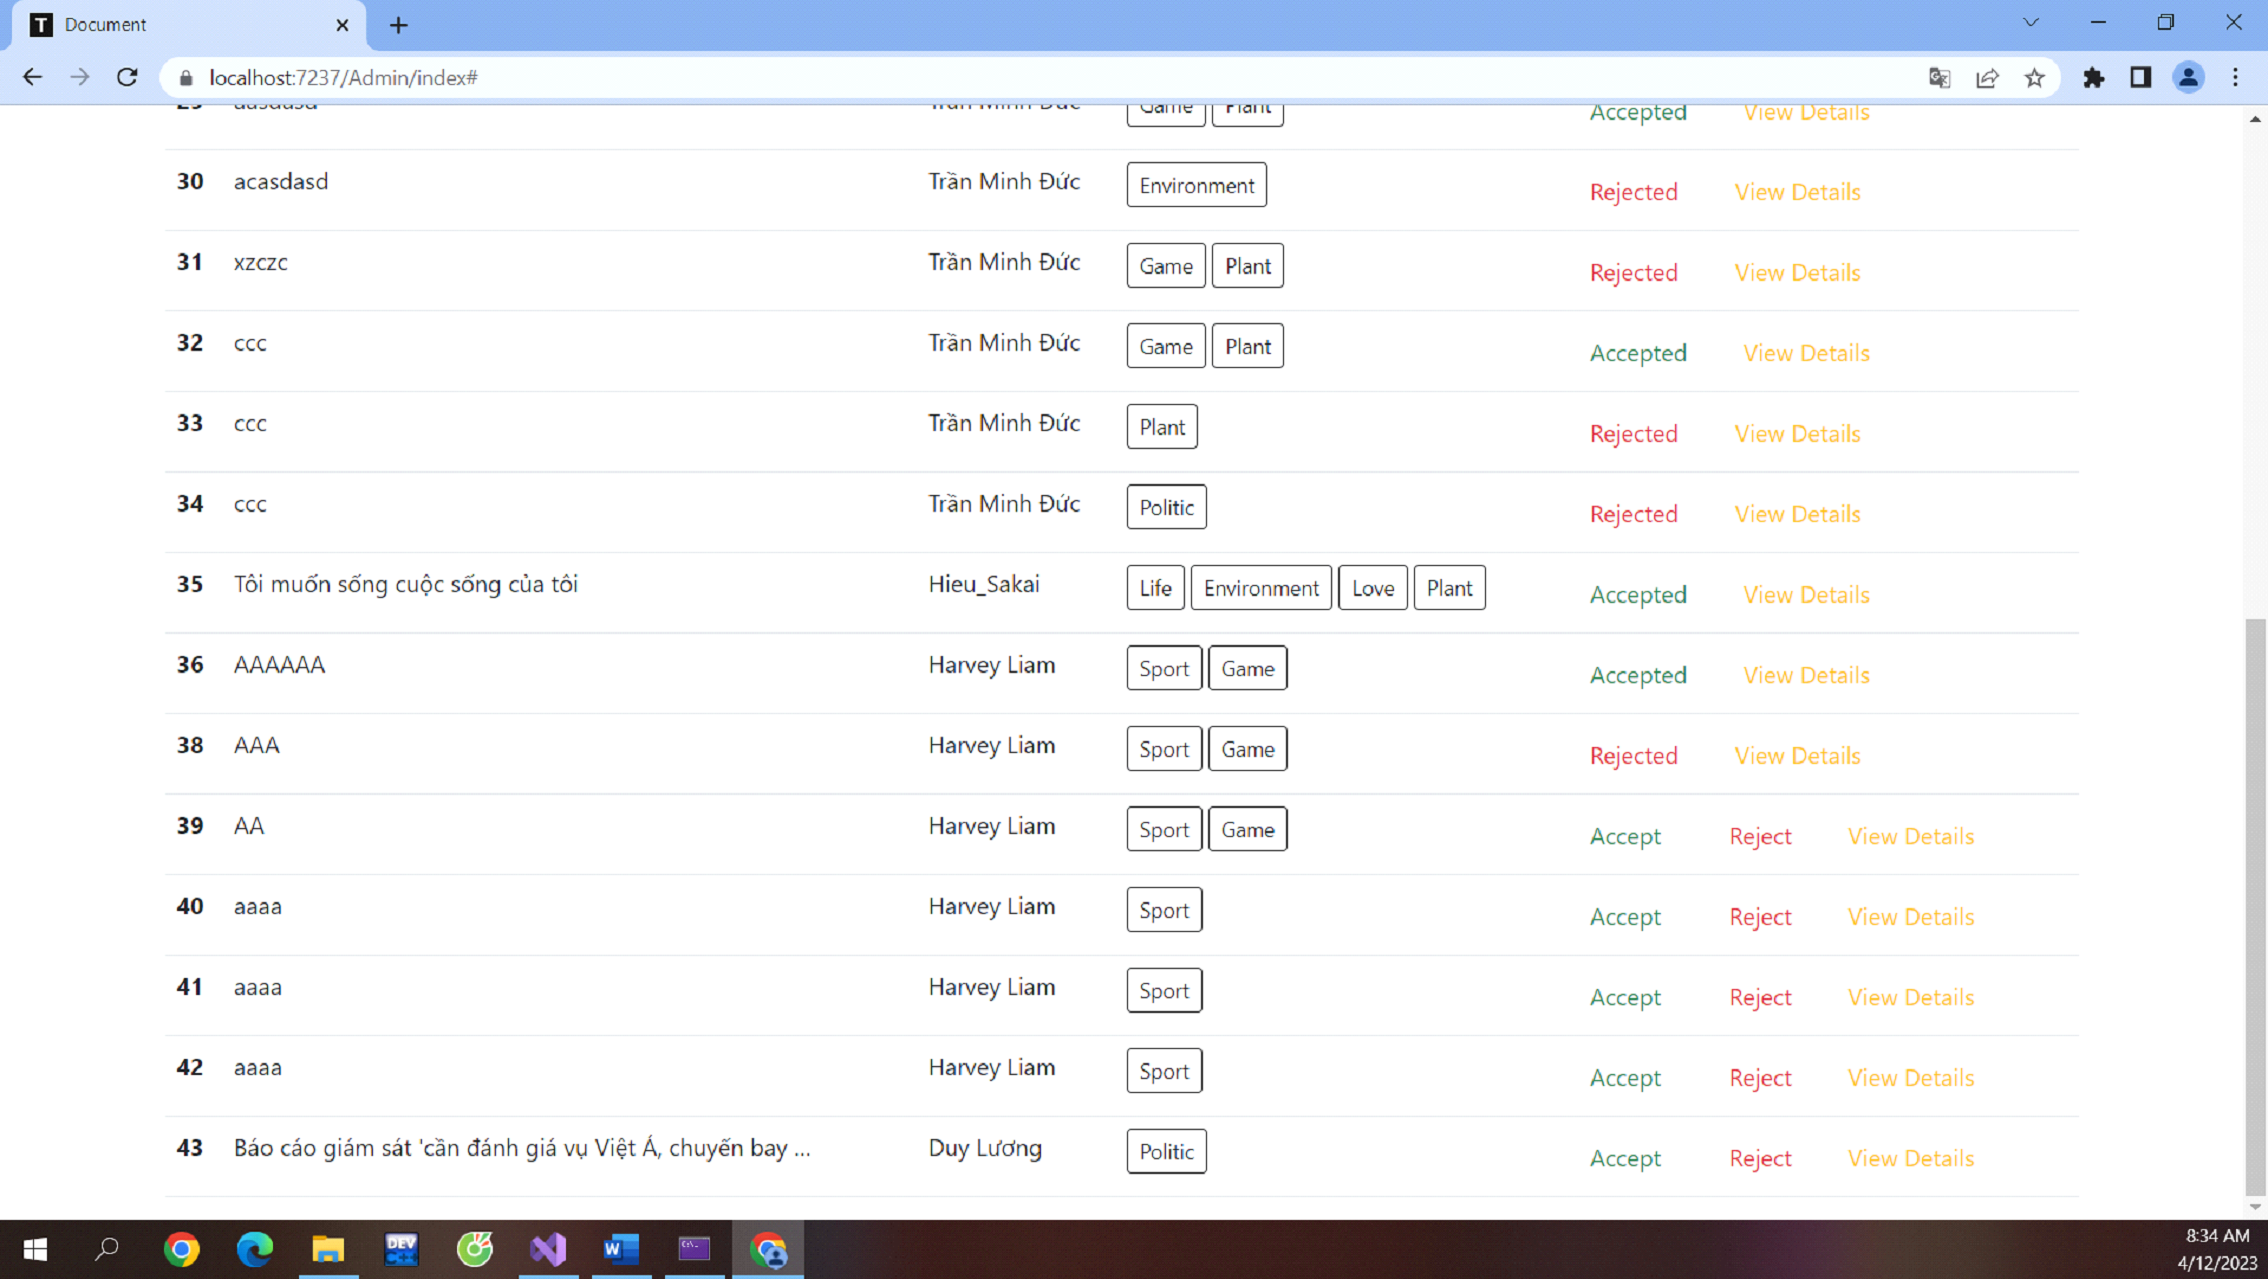 T Document
localhost:7237/Admin/index#
29 aasdasd Trần Minh Đức Game Plant Accepted View Details
30 acasdasd Trần Minh Đức Environment Rejected View Details
31 xzczc Trần Minh Đức Game Plant Rejected View Details
32 ccc Trần Minh Đức Game Plant Accepted View Details
33 ccc Trần Minh Đức Plant Rejected View Details
34 ccc Trần Minh Đức Politic Rejected View Details
35 Tôi muốn sống cuộc sống của tôi Hieu_Sakai Life Environment Love Plant Accepted View Details
36 AAAAAA Harvey Liam Sport Game Accepted View Details
38 AAA Harvey Liam Sport Game Rejected View Details
39 AA Harvey Liam Sport Game Accept Reject View Details
40 aaaa Harvey Liam Sport Accept Reject View Details
41 aaaa Harvey Liam Sport Accept Reject View Details
42 aaaa Harvey Liam Sport Accept Reject View Details
43 Báo cáo giám sát 'cần đánh giá vụ Việt Á, chuyến bay ... Duy Lương Politic Accept Reject View Details
DEV C++
W
C:\.
8:34 AM
4/12/2023